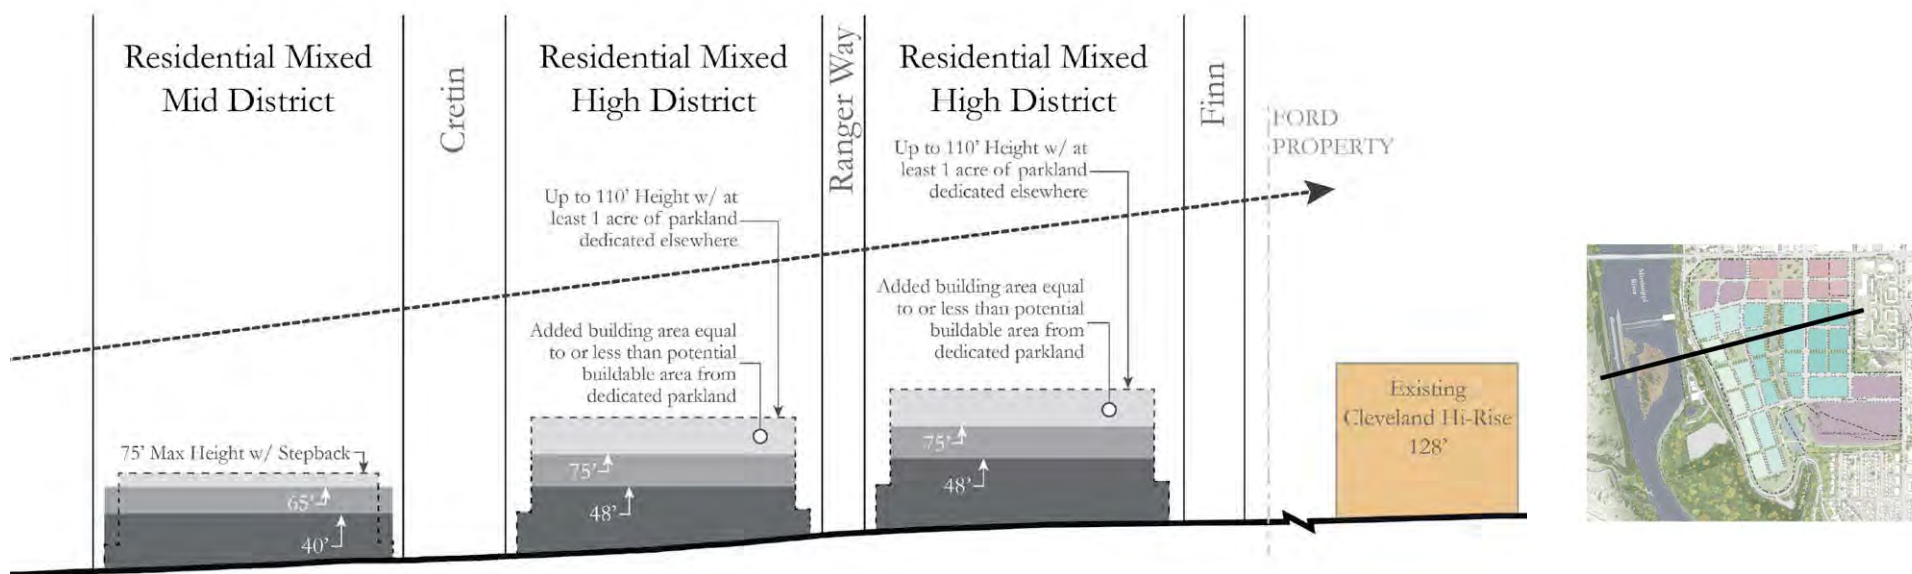 Residential Mixed
Mid District
Cretin
Residential Mixed
High District
Ranger Way
Residential Mixed
High District
Finn
FORD
PROPERTY
Up to 110' Height w/ at
least 1 acre of parkland
dedicated elsewhere
Up to 110' Height w/ at
least 1 acre of parkland
dedicated elsewhere
Added building area equal
to or less than potential
buildable area from
dedicated parkland
Added building area equal
to or less than potential
buildable area from
dedicated parkland
75' Max Height w/ Stepback
65'
40'
75'
48'
75'
48'
Existing
Cleveland Hi-Rise
128'
Mississippi
River